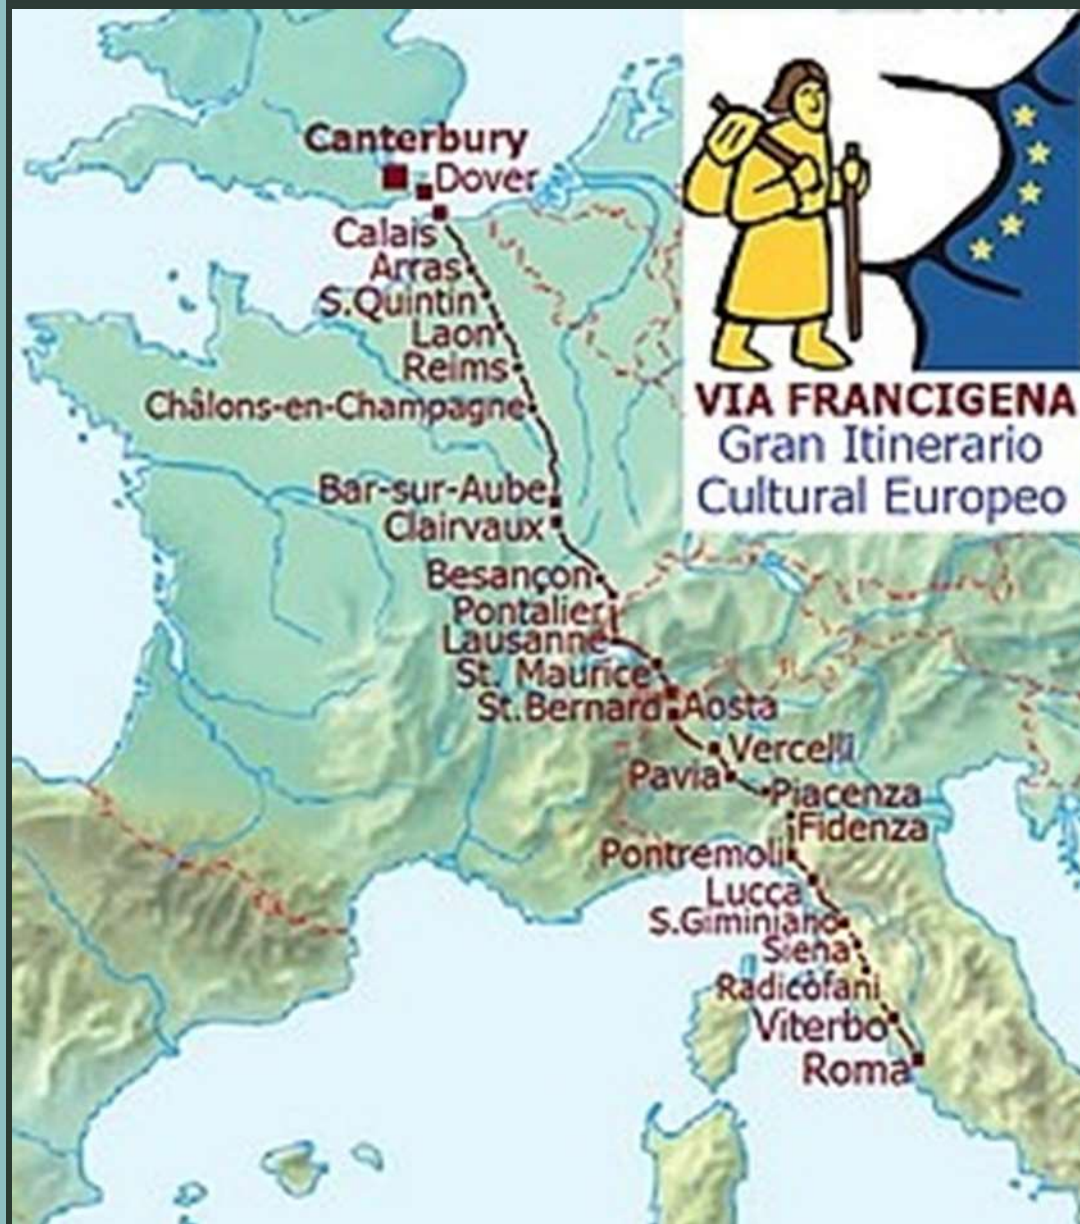 Canterbury
Dover
Calais
Arras
S.Quintin
Laon
Reims
Châlons-en-Champagne
Bar-sur-Aube
Clairvaux
Besançon
Pontalier
Lausanne
St. Maurice
St.Bernard
Aosta
Vercelli
Pavia
Piacenza
Fidenza
Pontremoli
Lucca
S.Giminiano
Siena
Radicofani
Viterbo
Roma
VIA FRANCIGENA
Gran Itinerario
Cultural Europeo